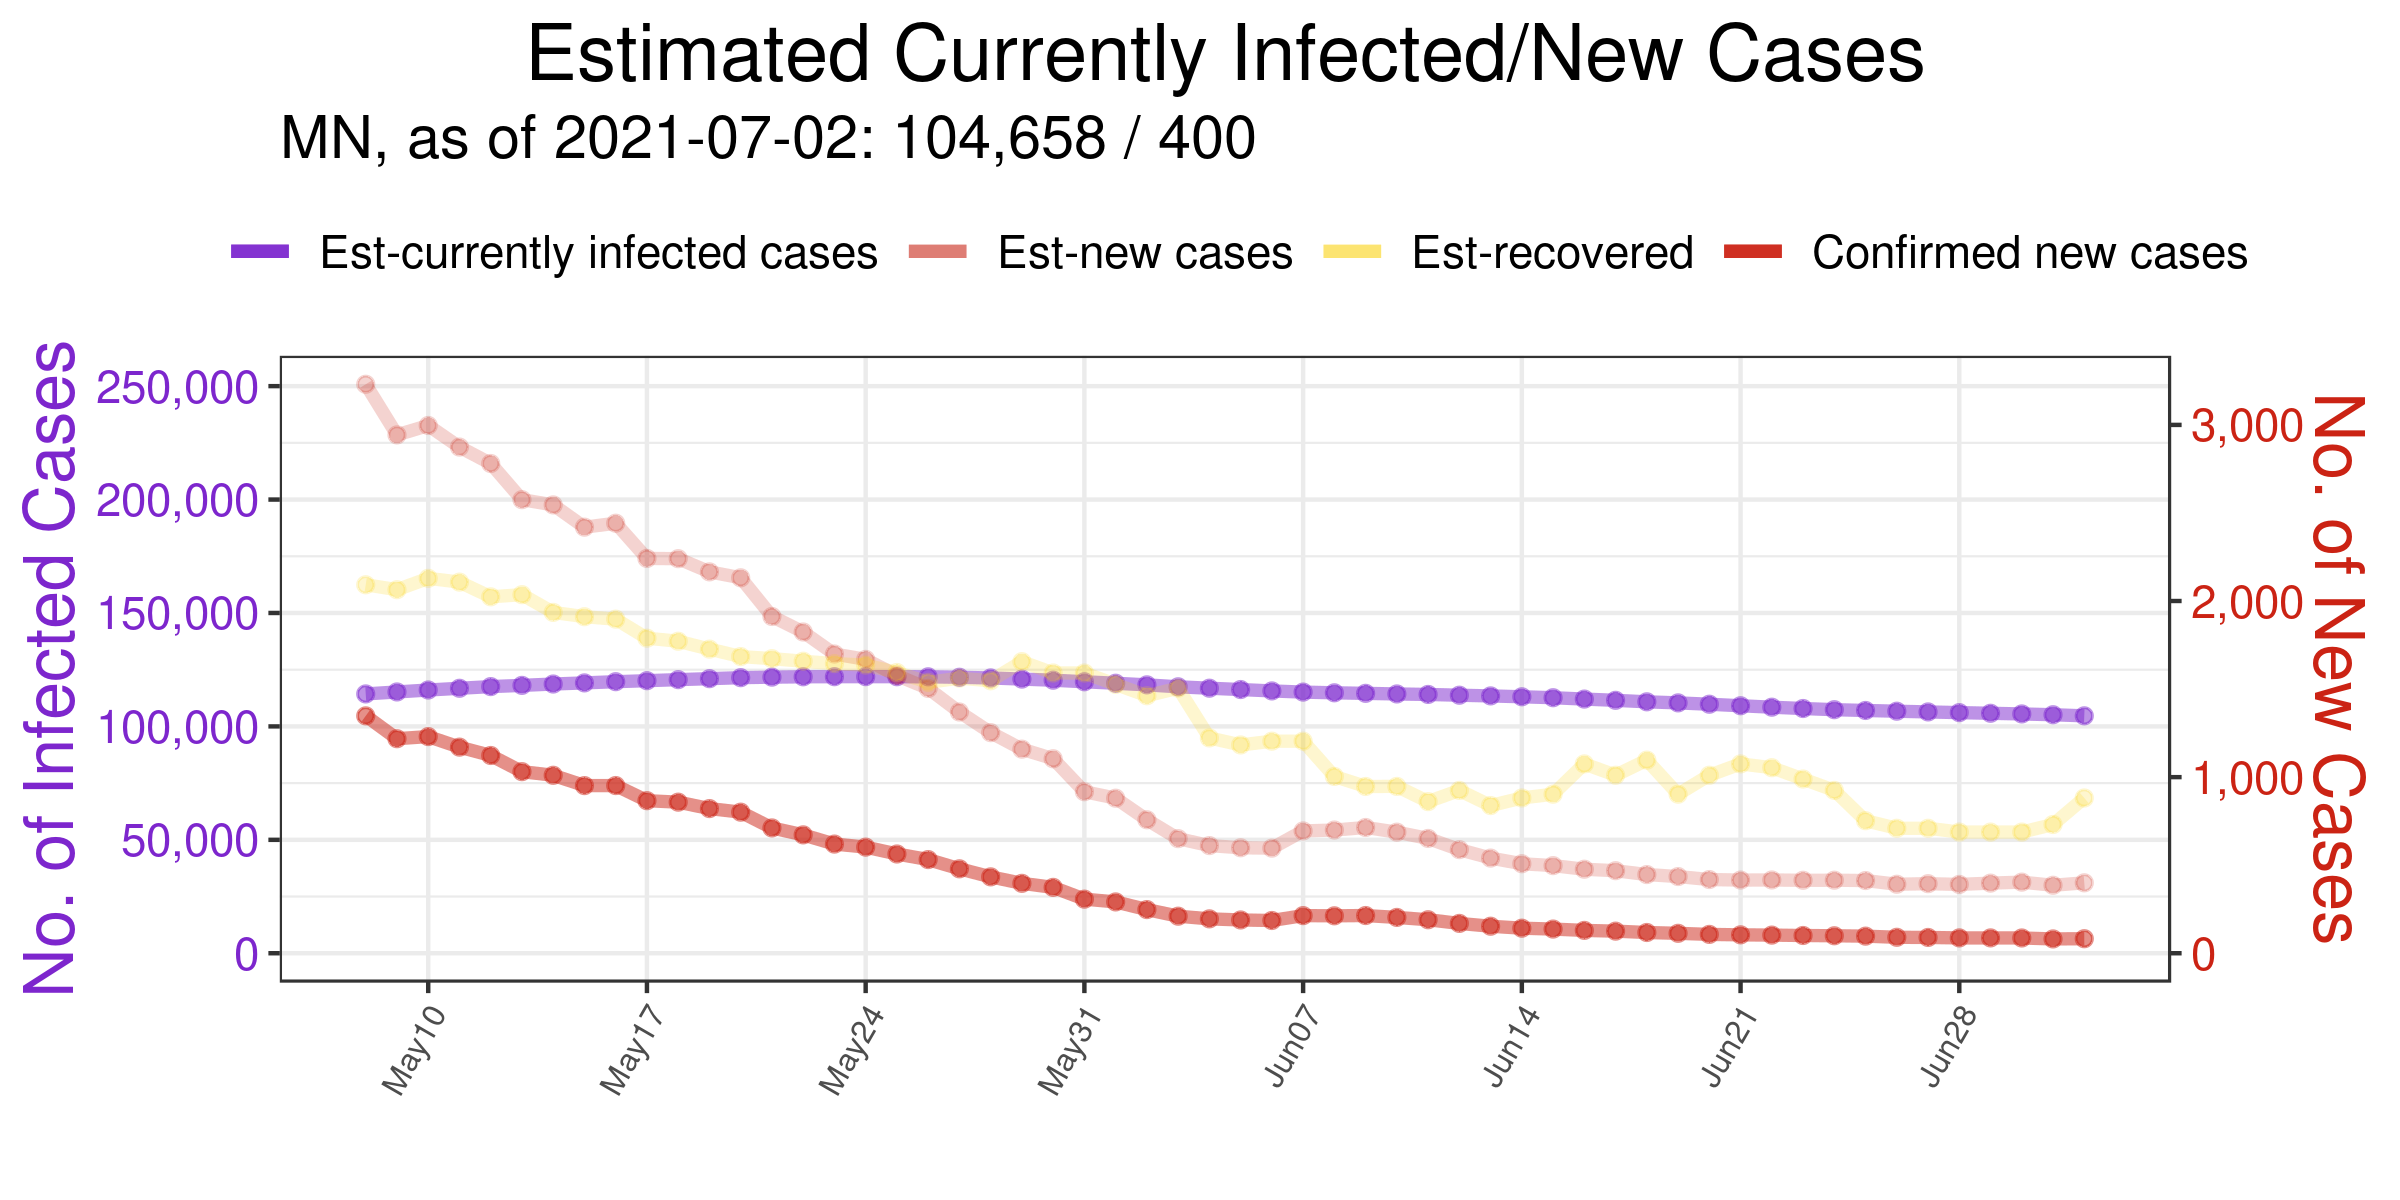 Estimated Currently Infected/New Cases
MN, as of 2021-07-02: 104,658 / 400
Est-currently infected cases Est-new cases Est-recovered Confirmed new cases
No. of Infected Cases
250,000
200,000
150,000
100,000
50,000
0
3,000
2,000
1,000
0
No. of New Cases
May10 May17 May24 May31 Jun07 Jun14 Jun21 Jun28